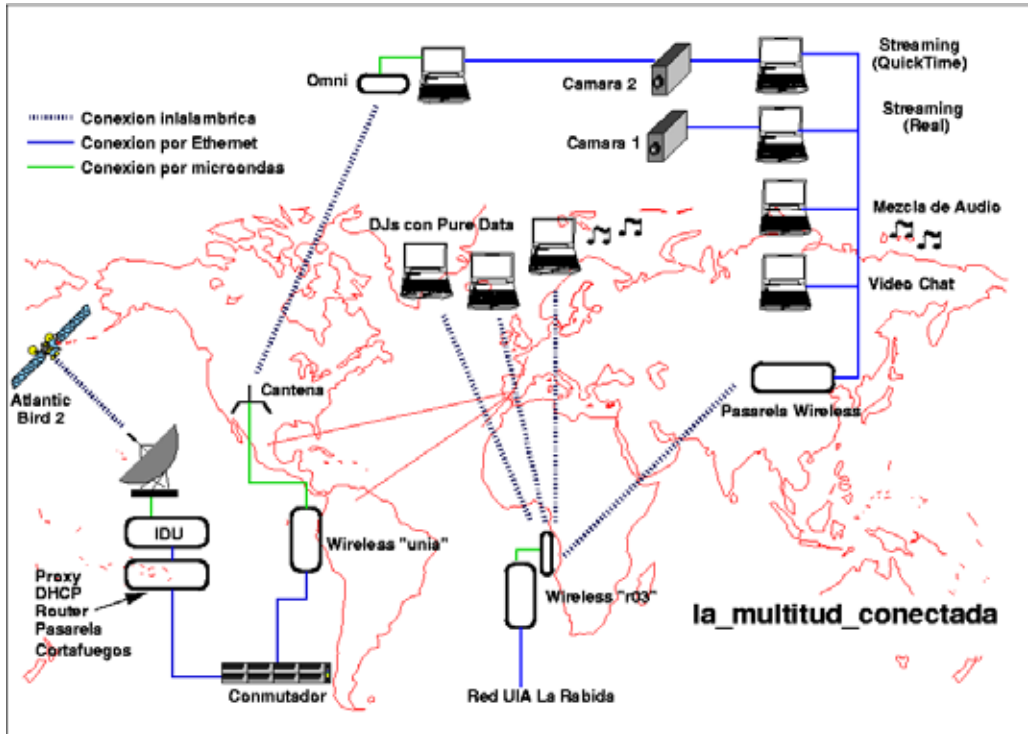 Omni
Camara 2
Streaming
(QuickTime)
Conexion inlalambrica
Conexion por Ethernet
Conexion por microondas
Camara 1
Streaming
(Real)
DJs con Pure Data
Mezcla de Audio
Video Chat
Atlantic
Bird 2
Cantena
Pasarela Wireless
IDU
Wireless "unia"
Proxy
DHCP
Router
Pasarela
Cortafuegos
Wireless "r03"
la_multitud_conectada
Conmutador
Red UIA La Rabida